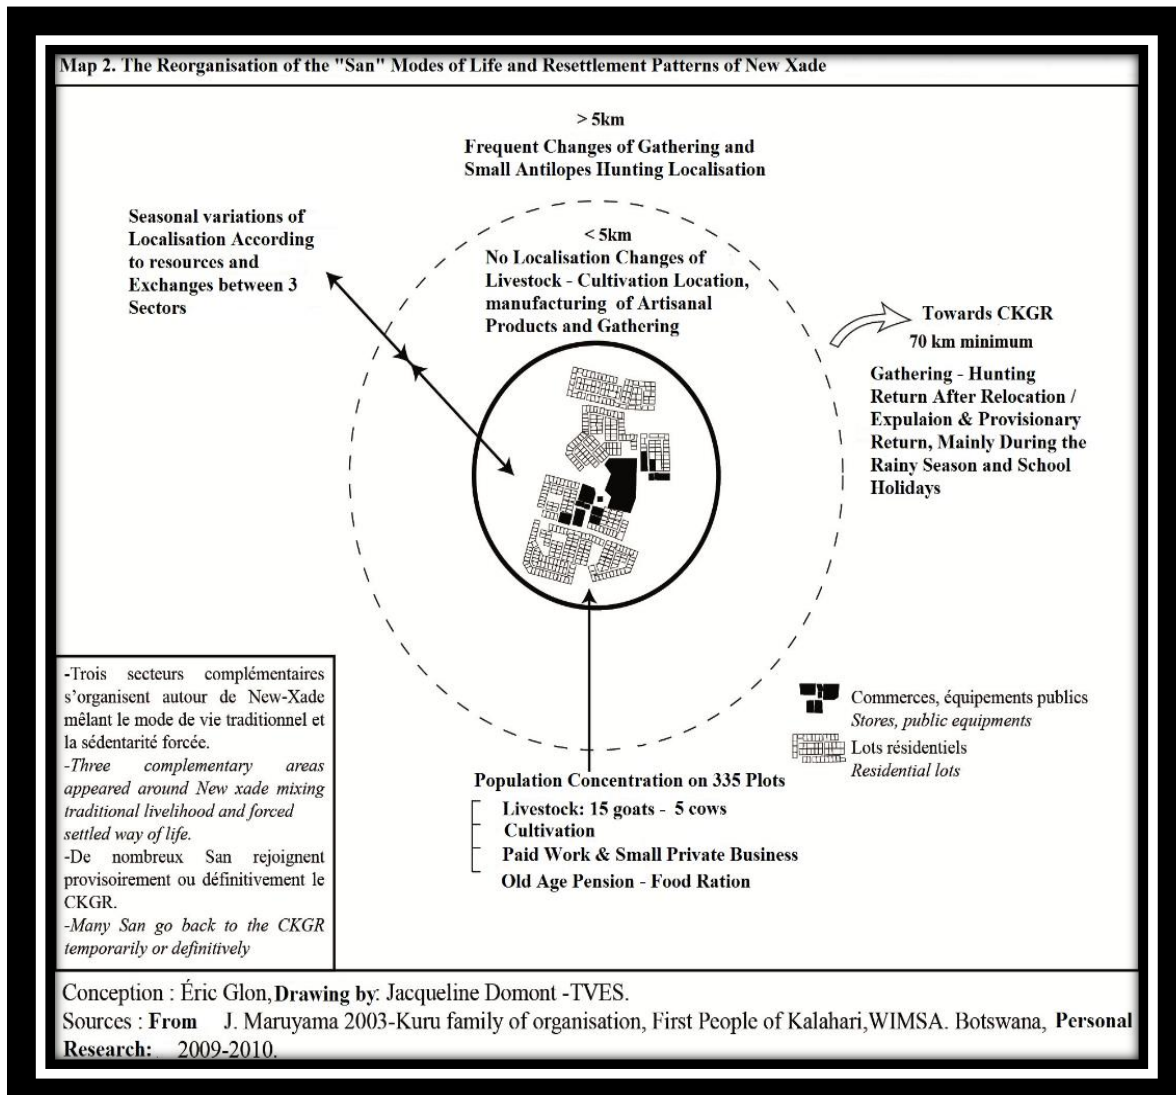 Map 2. The Reorganisation of the "San" Modes of Life and Resettlement Patterns of New Xade
> 5km
Frequent Changes of Gathering and
Small Antilopes Hunting Localisation
Seasonal variations of
Localisation According
to resources and
Exchanges between 3
Sectors
< 5km
No Localisation Changes of
Livestock - Cultivation Location,
manufacturing of Artisanal
Products and Gathering
Towards CKGR
70 km minimum
Gathering - Hunting
Return After Relocation /
Expulaion & Provisionary
Return, Mainly During the
Rainy Season and School
Holidays
-Trois secteurs complémentaires
s'organisent autour de New-Xade
mêlant le mode de vie traditionnel et
la sédentarité forcée.
-Three complementary areas
appeared around New xade mixing
traditional livelihood and forced
settled way of life.
-De nombreux San rejoignent
provisoirement ou définitivement le
CKGR.
-Many San go back to the CKGR
temporarily or definitively
Commerces, équipements publics
Stores, public equipments
Lots résidentiels
Residential lots
Population Concentration on 335 Plots
Livestock: 15 goats - 5 cows
Cultivation
Paid Work & Small Private Business
Old Age Pension - Food Ration
Conception : Éric Glon, Drawing by: Jacqueline Domont -TVES.
Sources : From J. Maruyama 2003-Kuru family of organisation, First People of Kalahari,WIMSA. Botswana, Personal
Research: 2009-2010.